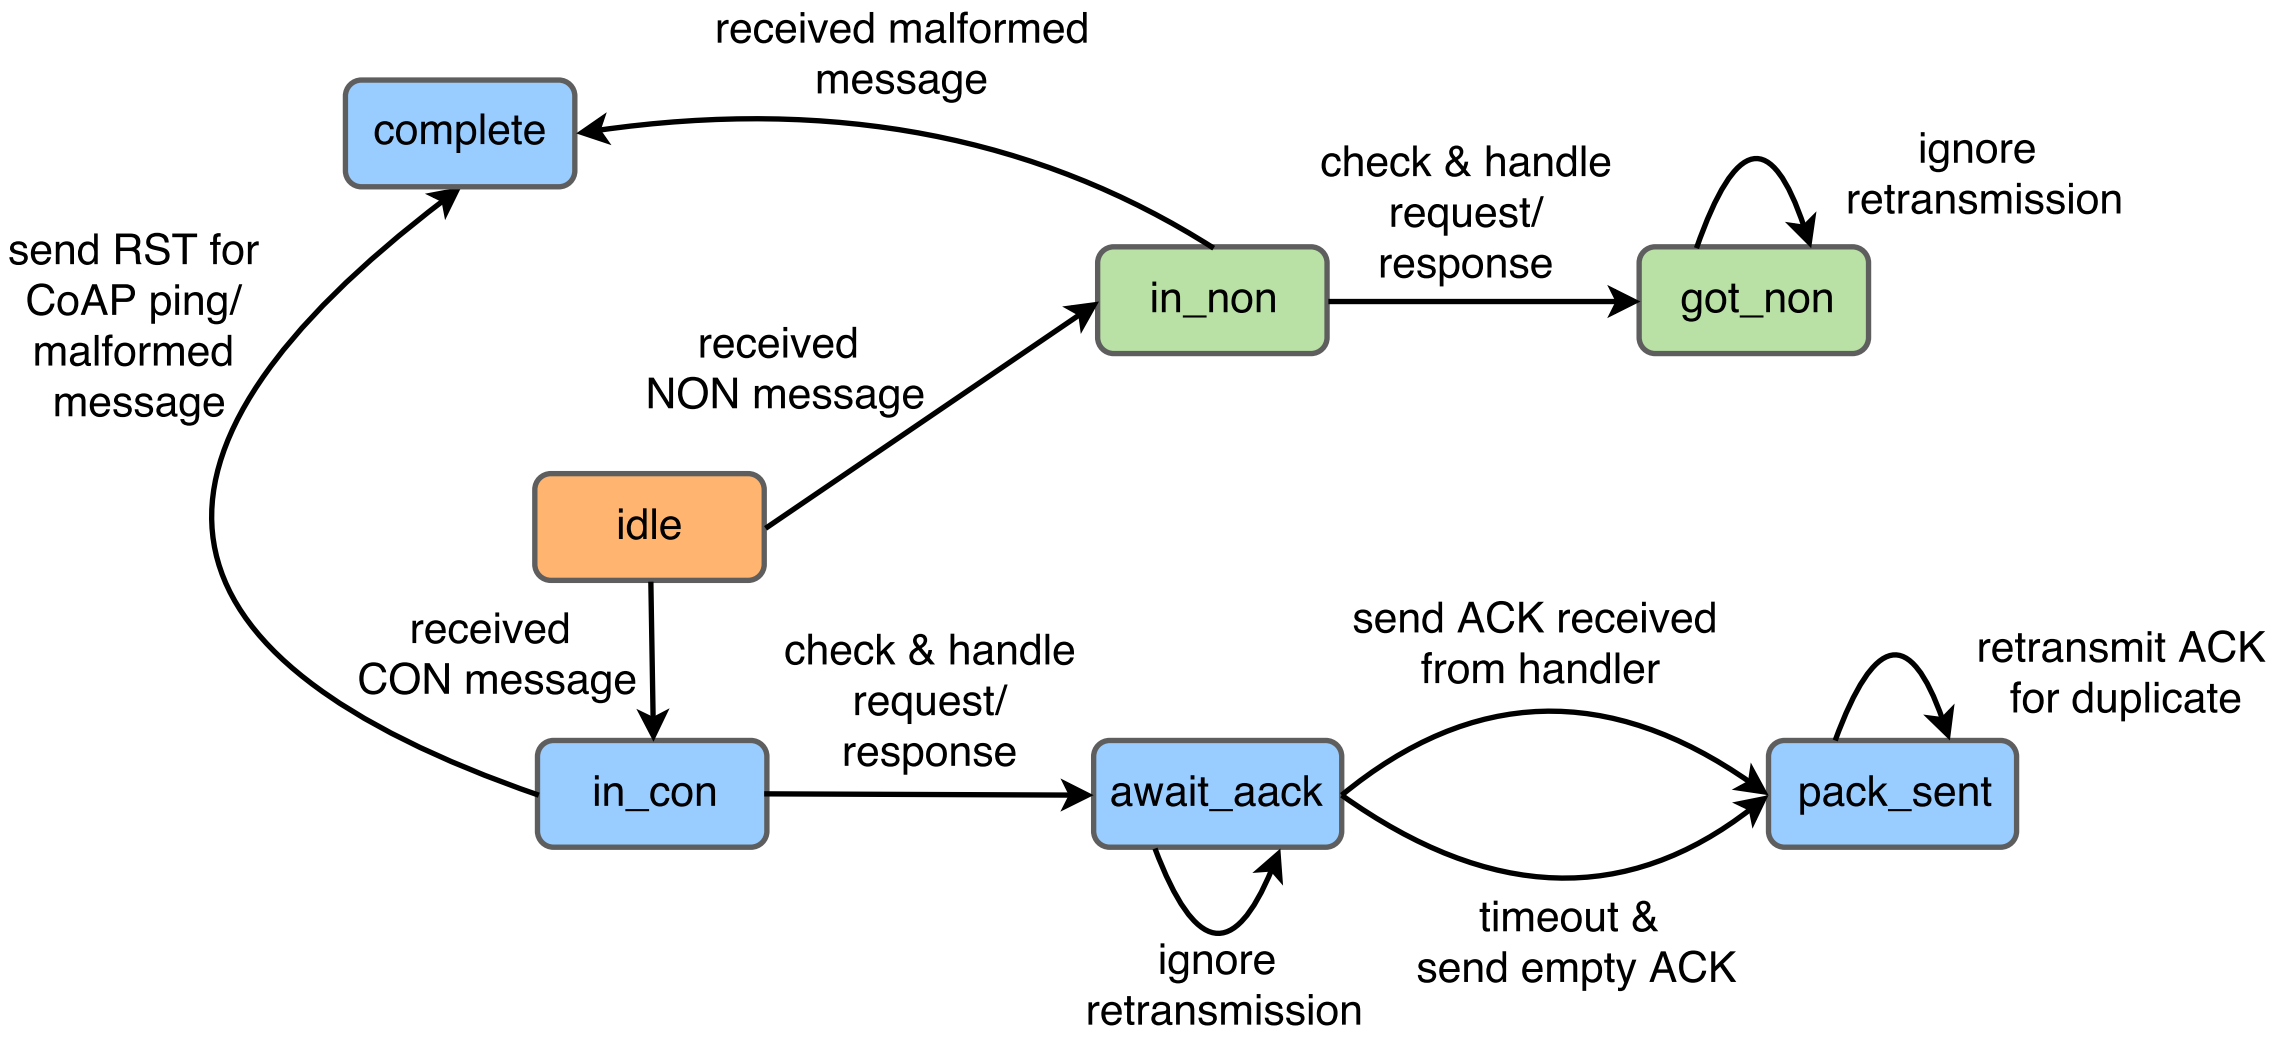 received malformed
message
complete
check & handle
request/
response
ignore
retransmission
send RST for
CoAP ping/
malformed
message
in_non
got_non
received
NON message
idle
received
CON message
check & handle
request/
response
send ACK received
from handler
retransmit ACK
for duplicate
in_con
await_aack
pack_sent
timeout &
send empty ACK
ignore
retransmission